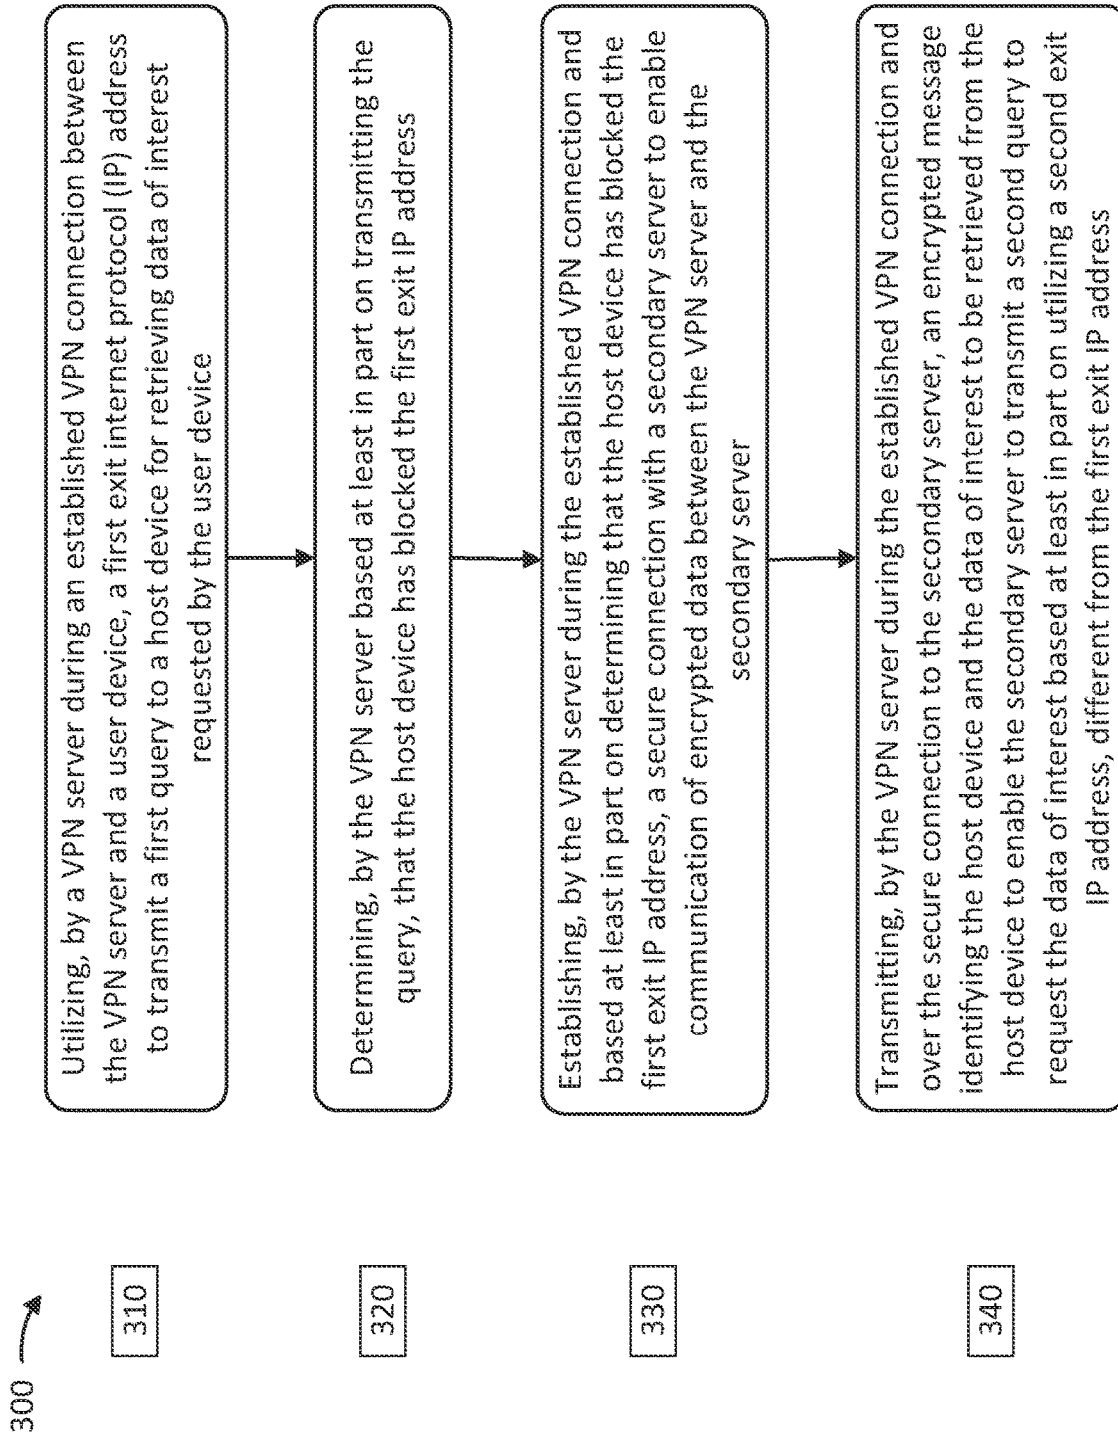 300
310
Utilizing, by a VPN server during an established VPN connection between
the VPN server and a user device, a first exit internet protocol (IP) address
to transmit a first query to a host device for retrieving data of interest
requested by the user device
320
Determining, by the VPN server based at least in part on transmitting the
query, that the host device has blocked the first exit IP address
330
Establishing, by the VPN server during the established VPN connection and
based at least in part on determining that the host device has blocked the
first exit IP address, a secure connection with a secondary server to enable
communication of encrypted data between the VPN server and the
secondary server
340
Transmitting, by the VPN server during the established VPN connection and
over the secure connection to the secondary server, an encrypted message
identifying the host device and the data of interest to be retrieved from the
host device to enable the secondary server to transmit a second query to
request the data of interest based at least in part on utilizing a second exit
IP address, different from the first exit IP address